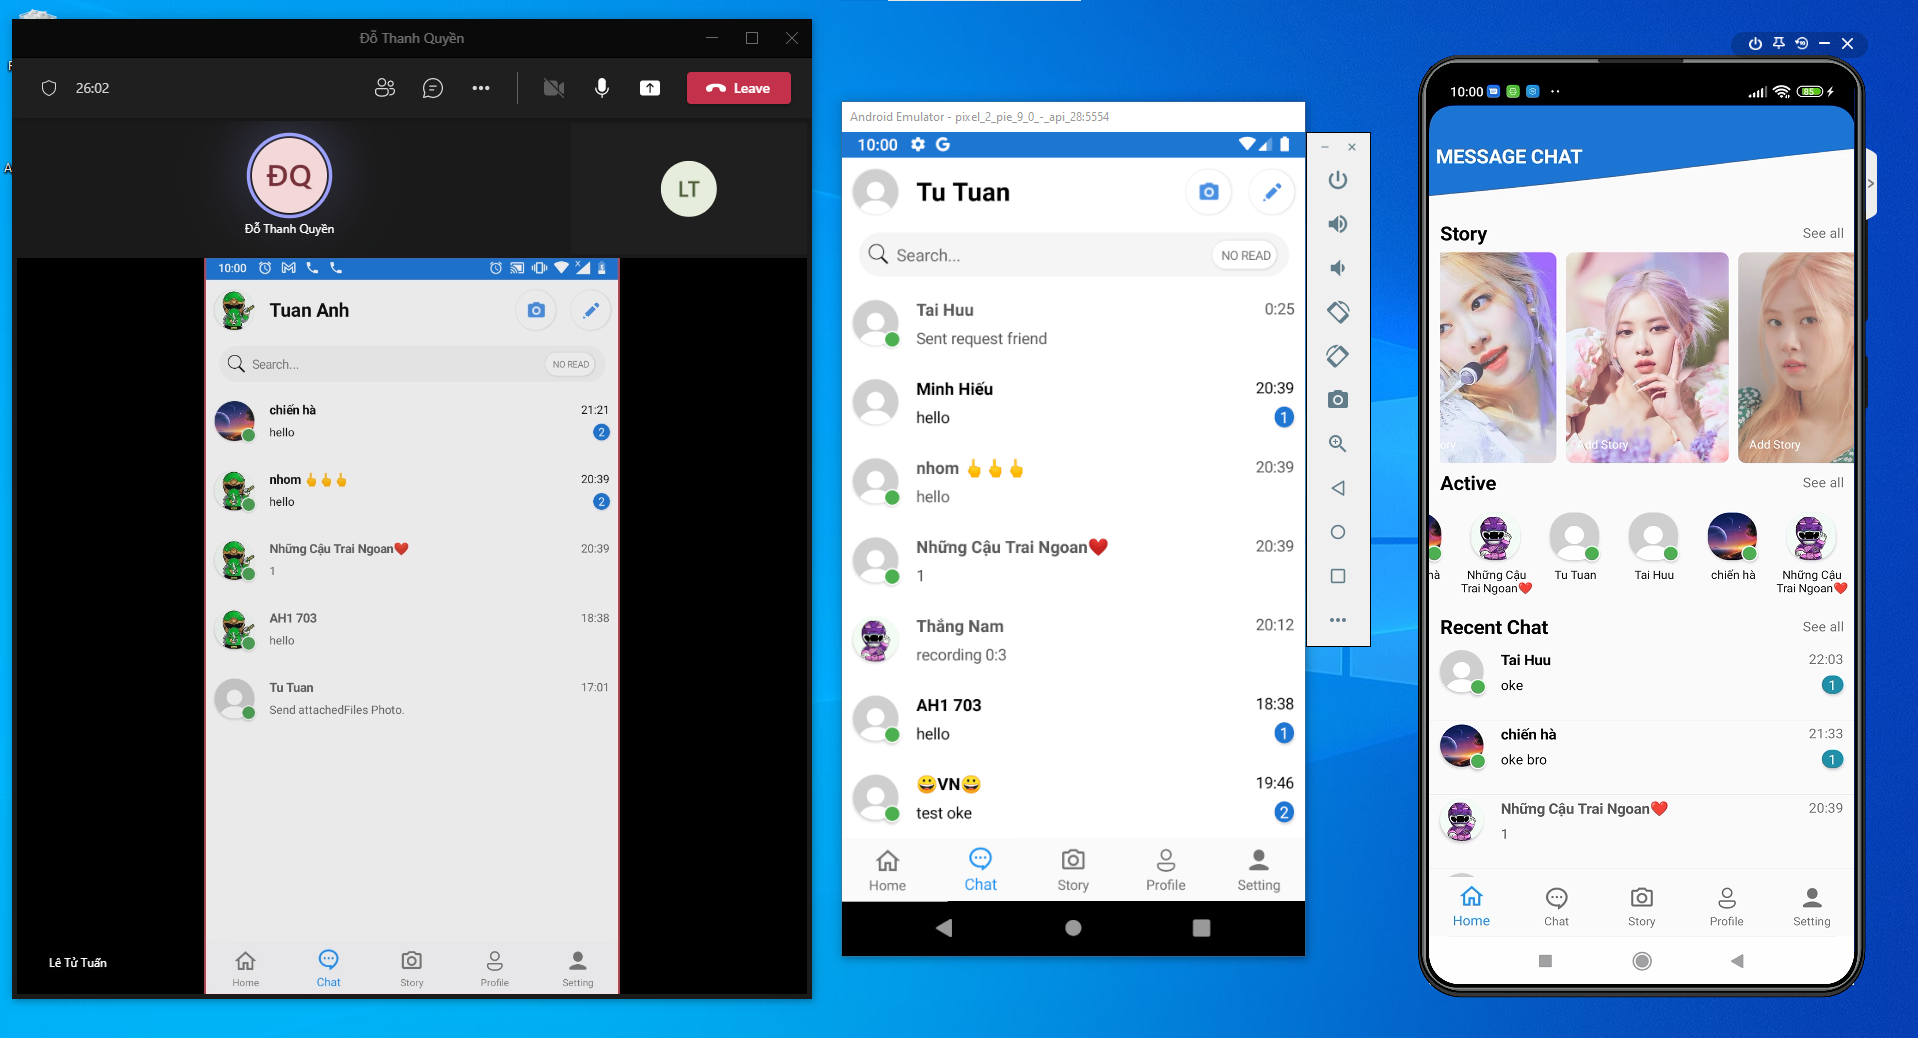 Đỗ Thanh Quyền
26:02
Leave
ĐQ
Đỗ Thanh Quyền
LT
10:00
Tuan Anh
Search...
NO READ
chiến hà
21:21
hello
2
nhom 👆👆👆
20:39
hello
2
Những Cậu Trai Ngoan❤️
20:39
1
AH1 703
18:38
hello
Tu Tuan
17:01
Send attachedFiles Photo.
Home
Chat
Story
Profile
Setting
Lê Tử Tuấn
Android Emulator - pixel_2_pie_9_0_-_api_28:5554
10:00
Tu Tuan
Search...
NO READ
Tai Huu
0:25
Sent request friend
Minh Hiếu
20:39
hello
1
nhom 👆👆👆
20:39
hello
Những Cậu Trai Ngoan❤️
20:39
1
Thắng Nam
20:12
recording 0:3
AH1 703
18:38
hello
1
😀VN😀
19:46
test oke
2
Home
Chat
Story
Profile
Setting
10:00
85
MESSAGE CHAT
Story
See all
ory
Add Story
Add Story
Active
See all
hà
Những Cậu
Trai Ngoan❤️
Tu Tuan
Tai Huu
chiến hà
Những Cậu
Trai Ngoan❤️
Recent Chat
See all
Tai Huu
22:03
oke
1
chiến hà
21:33
oke bro
1
Những Cậu Trai Ngoan❤️
20:39
1
Home
Chat
Story
Profile
Setting